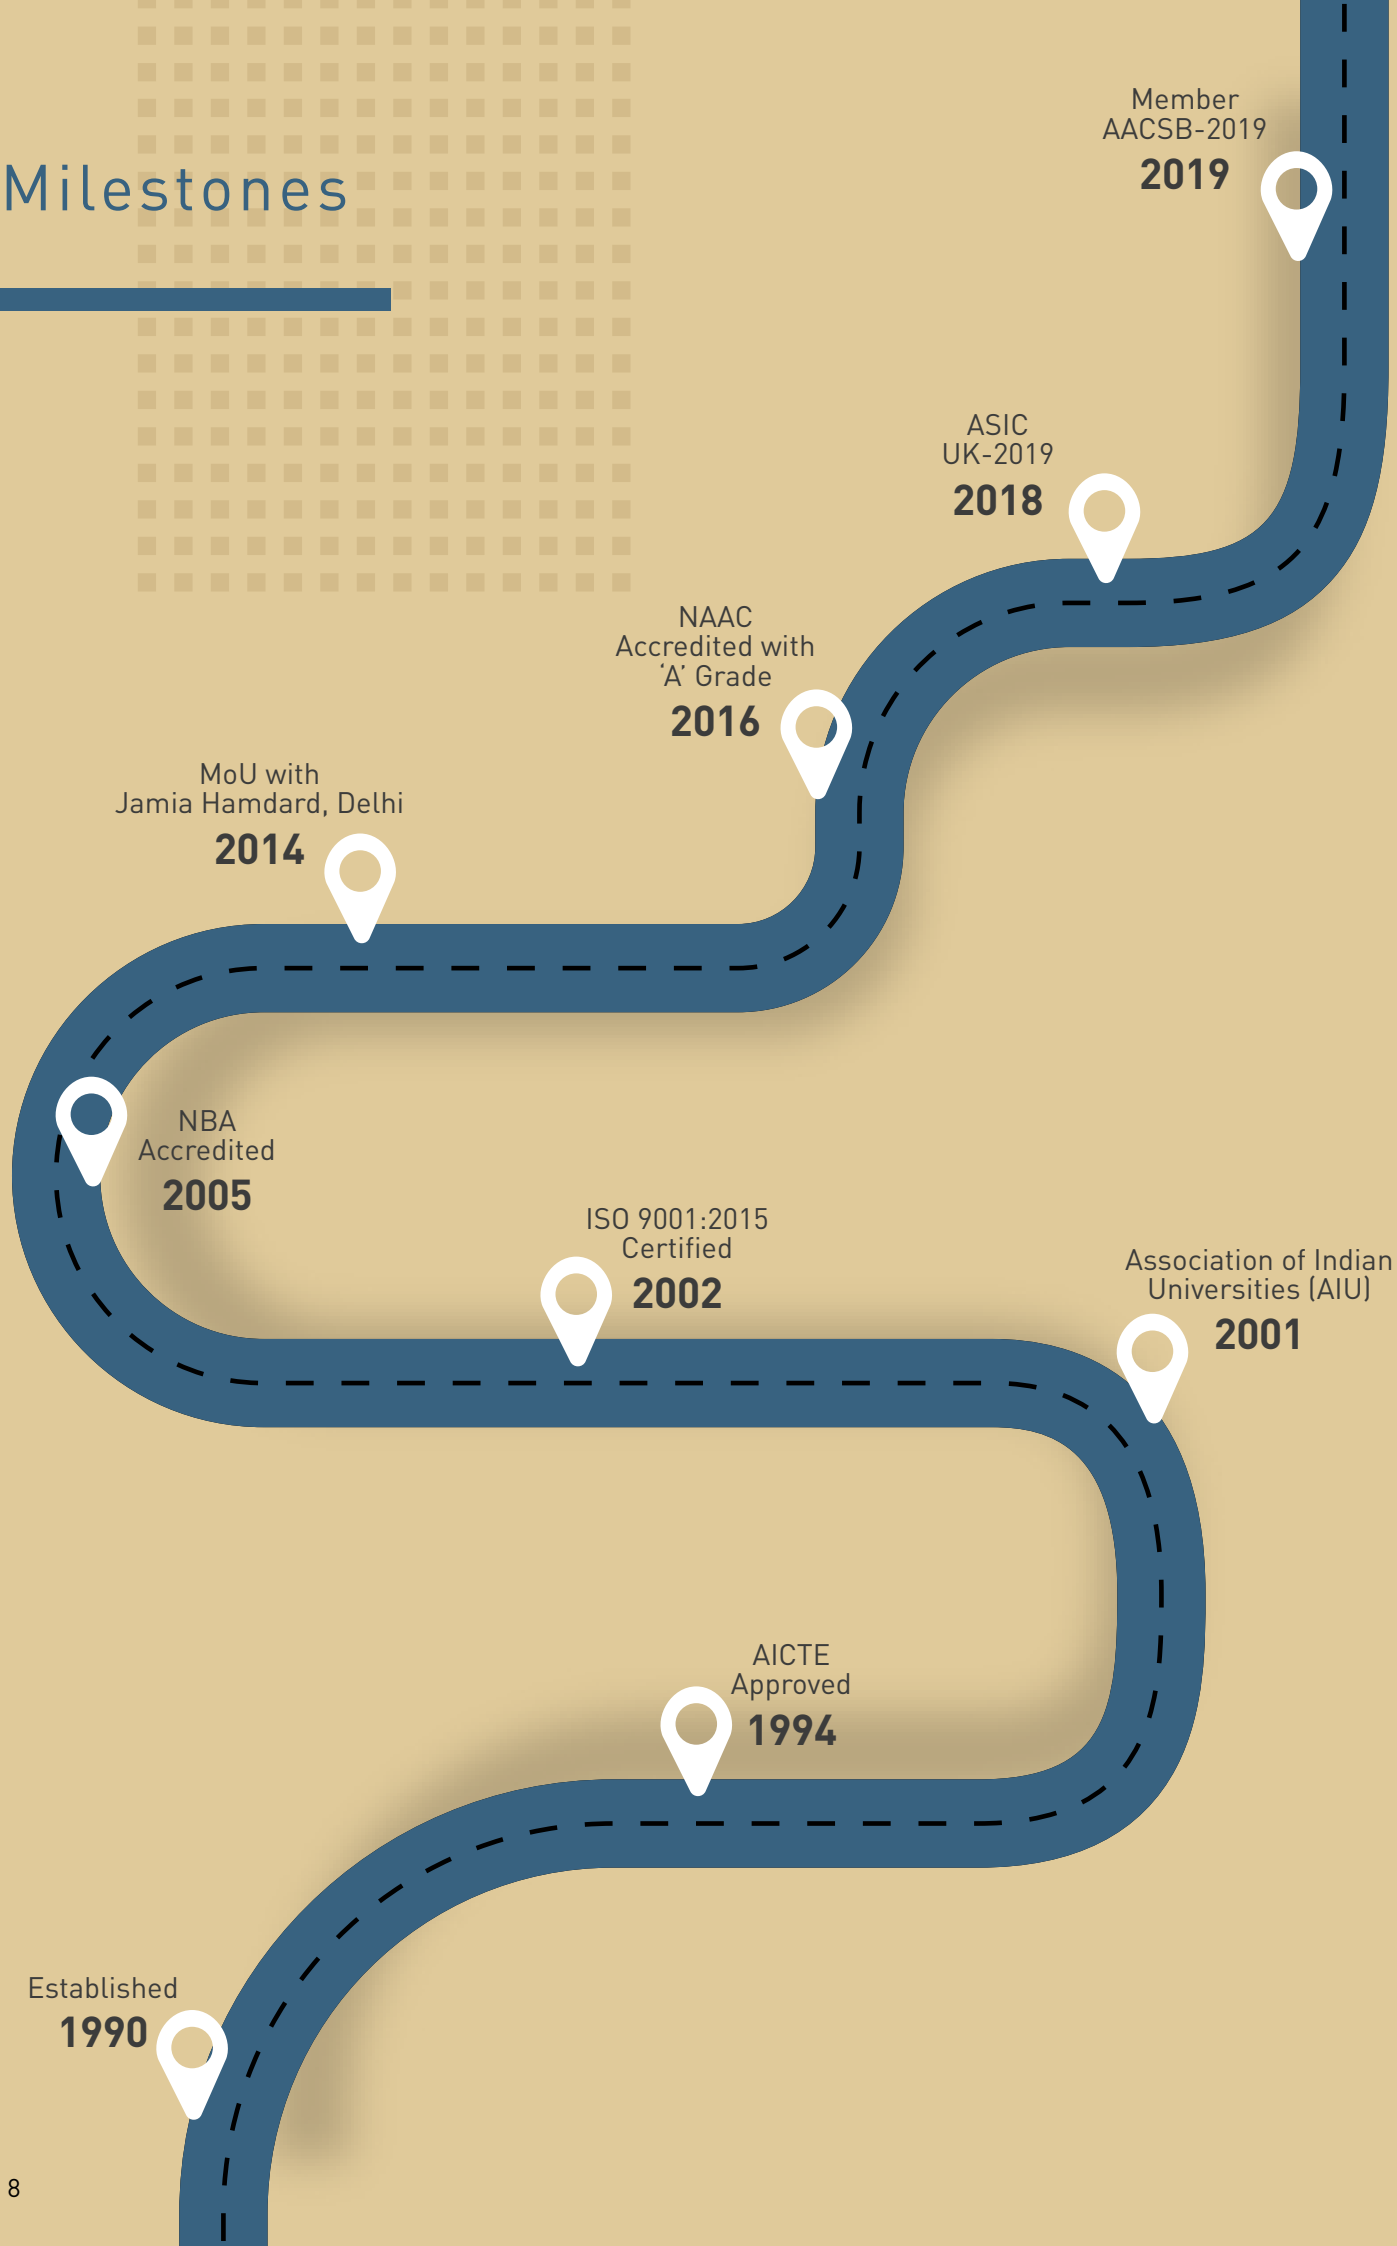 Milestones
Member
AACSB-2019
2019
ASIC
UK-2019
2018
NAAC
Accredited with
‘A’ Grade
2016
MoU with
Jamia Hamdard, Delhi
2014
NBA
Accredited
2005
ISO 9001:2015
Certified
2002
Association of Indian
Universities (AIU)
2001
AICTE
Approved
1994
Established
1990
8